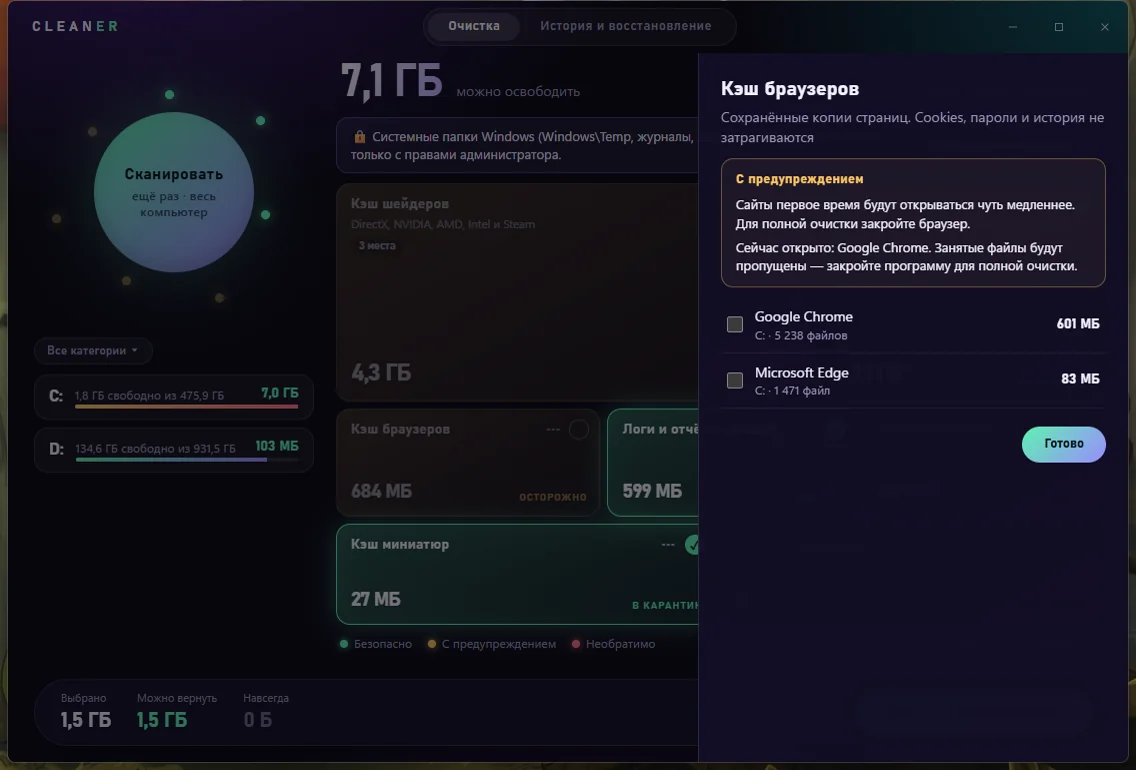 CLEANER
Очистка
История и восстановление
Сканировать
ещё раз · весь
компьютер
Все категории
C:
1,8 ГБ свободно из 475,9 ГБ
7,0 ГБ
D:
134,6 ГБ свободно из 931,5 ГБ
103 МБ
7,1 ГБ
можно освободить
Системные папки Windows (Windows\Temp, журналы,
только с правами администратора.
Кэш шейдеров
DirectX, NVIDIA, AMD, Intel и Steam
3 места
4,3 ГБ
Кэш браузеров
684 МБ
ОСТОРОЖНО
Логи и отчё
599 МБ
Кэш миниатюр
27 МБ
В КАРАНТИН
Безопасно
С предупреждением
Необратимо
Выбрано
1,5 ГБ
Можно вернуть
1,5 ГБ
Навсегда
0 Б
Кэш браузеров
Сохранённые копии страниц. Cookies, пароли и история не
затрагиваются
С предупреждением
Сайты первое время будут открываться чуть медленнее.
Для полной очистки закройте браузер.
Сейчас открыто: Google Chrome. Занятые файлы будут
пропущены — закройте программу для полной очистки.
Google Chrome
C: · 5 238 файлов
601 МБ
Microsoft Edge
C: · 1 471 файл
83 МБ
Готово